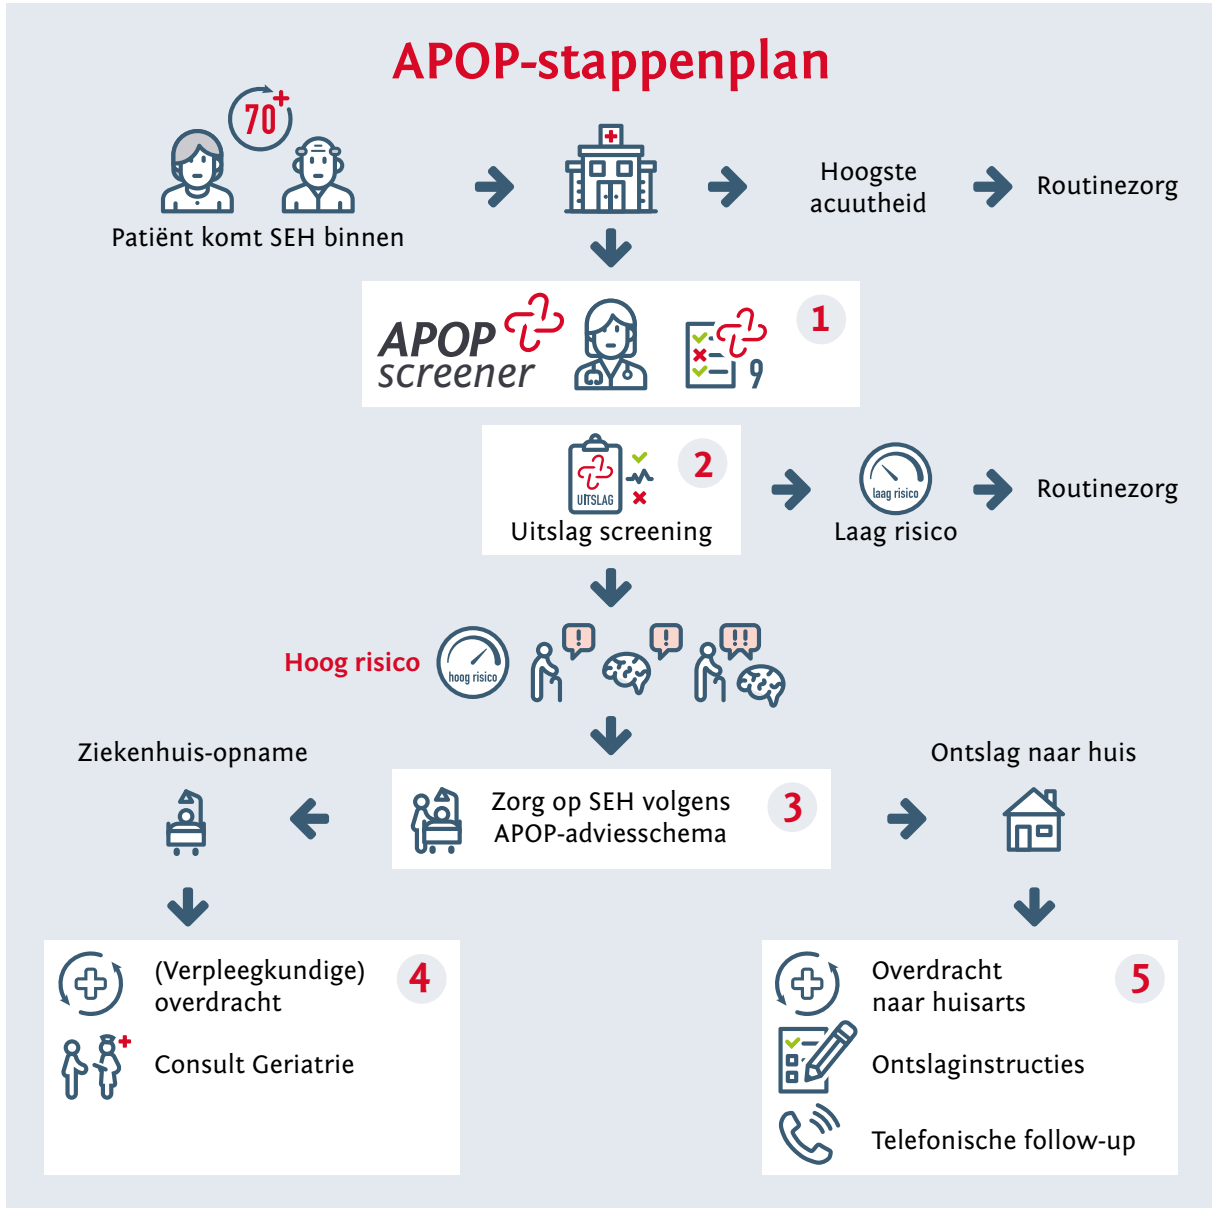 APOP-stappenplan
70+
Patiënt komt SEH binnen
Hoogste
acuutheid
Routinezorg
APOP
screener
9
1
UITSLAG
2
Uitslag screening
laag risico
Laag risico
Routinezorg
Hoog risico
hoog risico
!
!
!!
Ziekenhuis-opname
Zorg op SEH volgens
APOP-adviesschema
3
Ontslag naar huis
(Verpleegkundige)
overdracht
4
Consult Geriatrie
Overdracht
naar huisarts
5
Ontslaginstructies
Telefonische follow-up